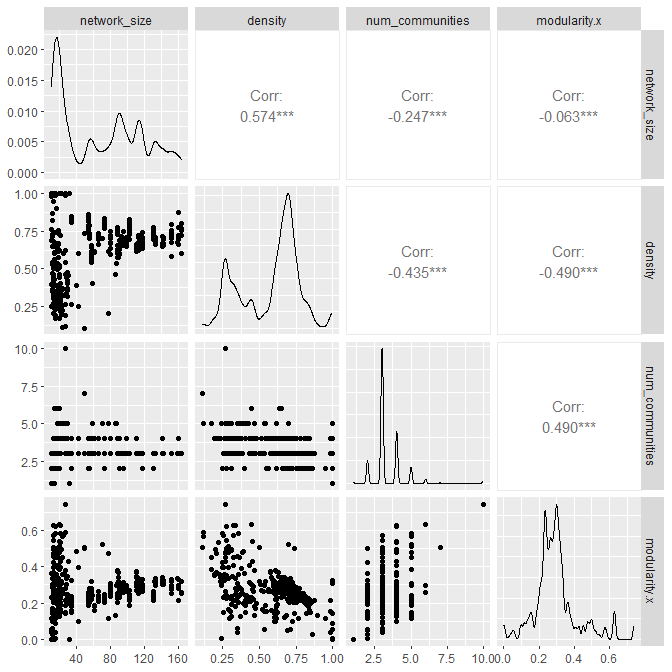 network_size
density
num_communities
modularity.x
0.020
0.015
0.010
0.005
0.000
Corr:
0.574***
Corr:
-0.247***
Corr:
-0.063***
network_size
1.00
0.75
0.50
0.25
Corr:
-0.435***
Corr:
-0.490***
density
10.0
7.5
5.0
2.5
Corr:
0.490***
num_communities
0.6
0.4
0.2
0.0
modularity.x
40
80
120
160
0.25
0.50
0.75
1.00
2.5
5.0
7.5
10.0
0.0
0.2
0.4
0.6